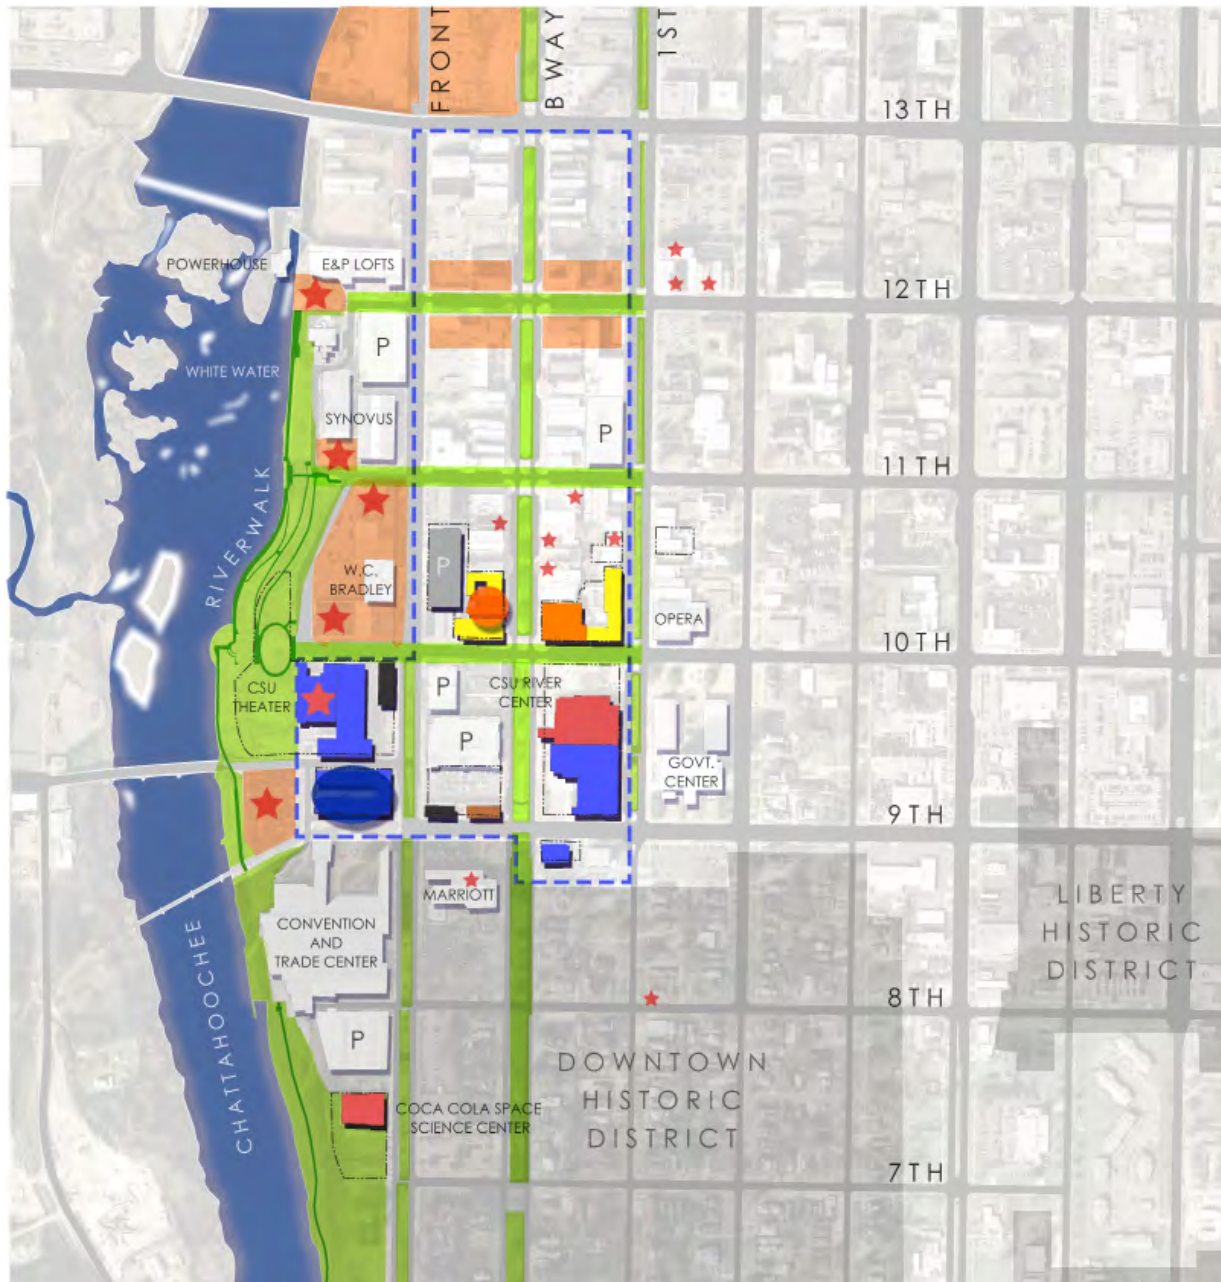 FRONT
BWAY
1ST
13TH
POWERHOUSE
E&P LOFTS
12TH
P
WHITE WATER
SYNOVUS
P
11TH
RIVERWALK
W.C.
BRADLEY
P
OPERA
10TH
CSU
THEATER
P
CSU RIVER
CENTER
P
GOVT.
CENTER
9TH
MARRIOTT
CONVENTION
AND
TRADE CENTER
LIBERTY
HISTORIC
DISTRICT
8TH
CHATTAHOOCHEE
P
DOWNTOWN
HISTORIC
DISTRICT
COCA COLA SPACE
SCIENCE CENTER
7TH